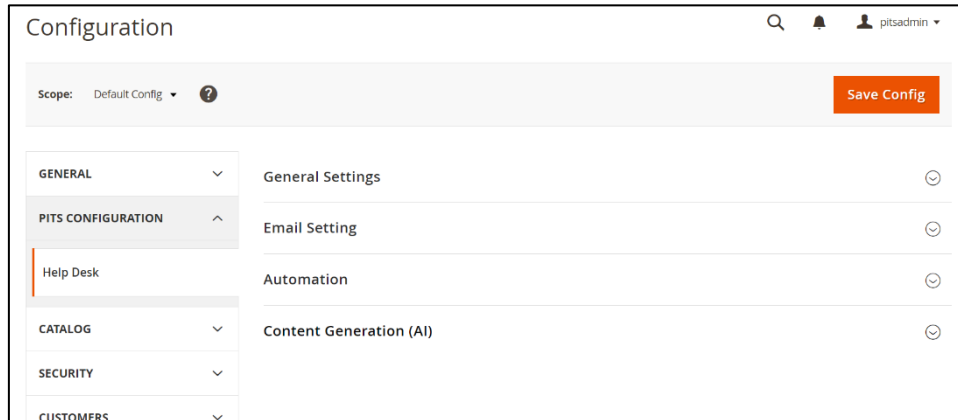 Configuration
pitsadmin
Scope: Default Config ?
Save Config
GENERAL
PITS CONFIGURATION
Help Desk
CATALOG
SECURITY
CUSTOMERS
General Settings
Email Setting
Automation
Content Generation (AI)